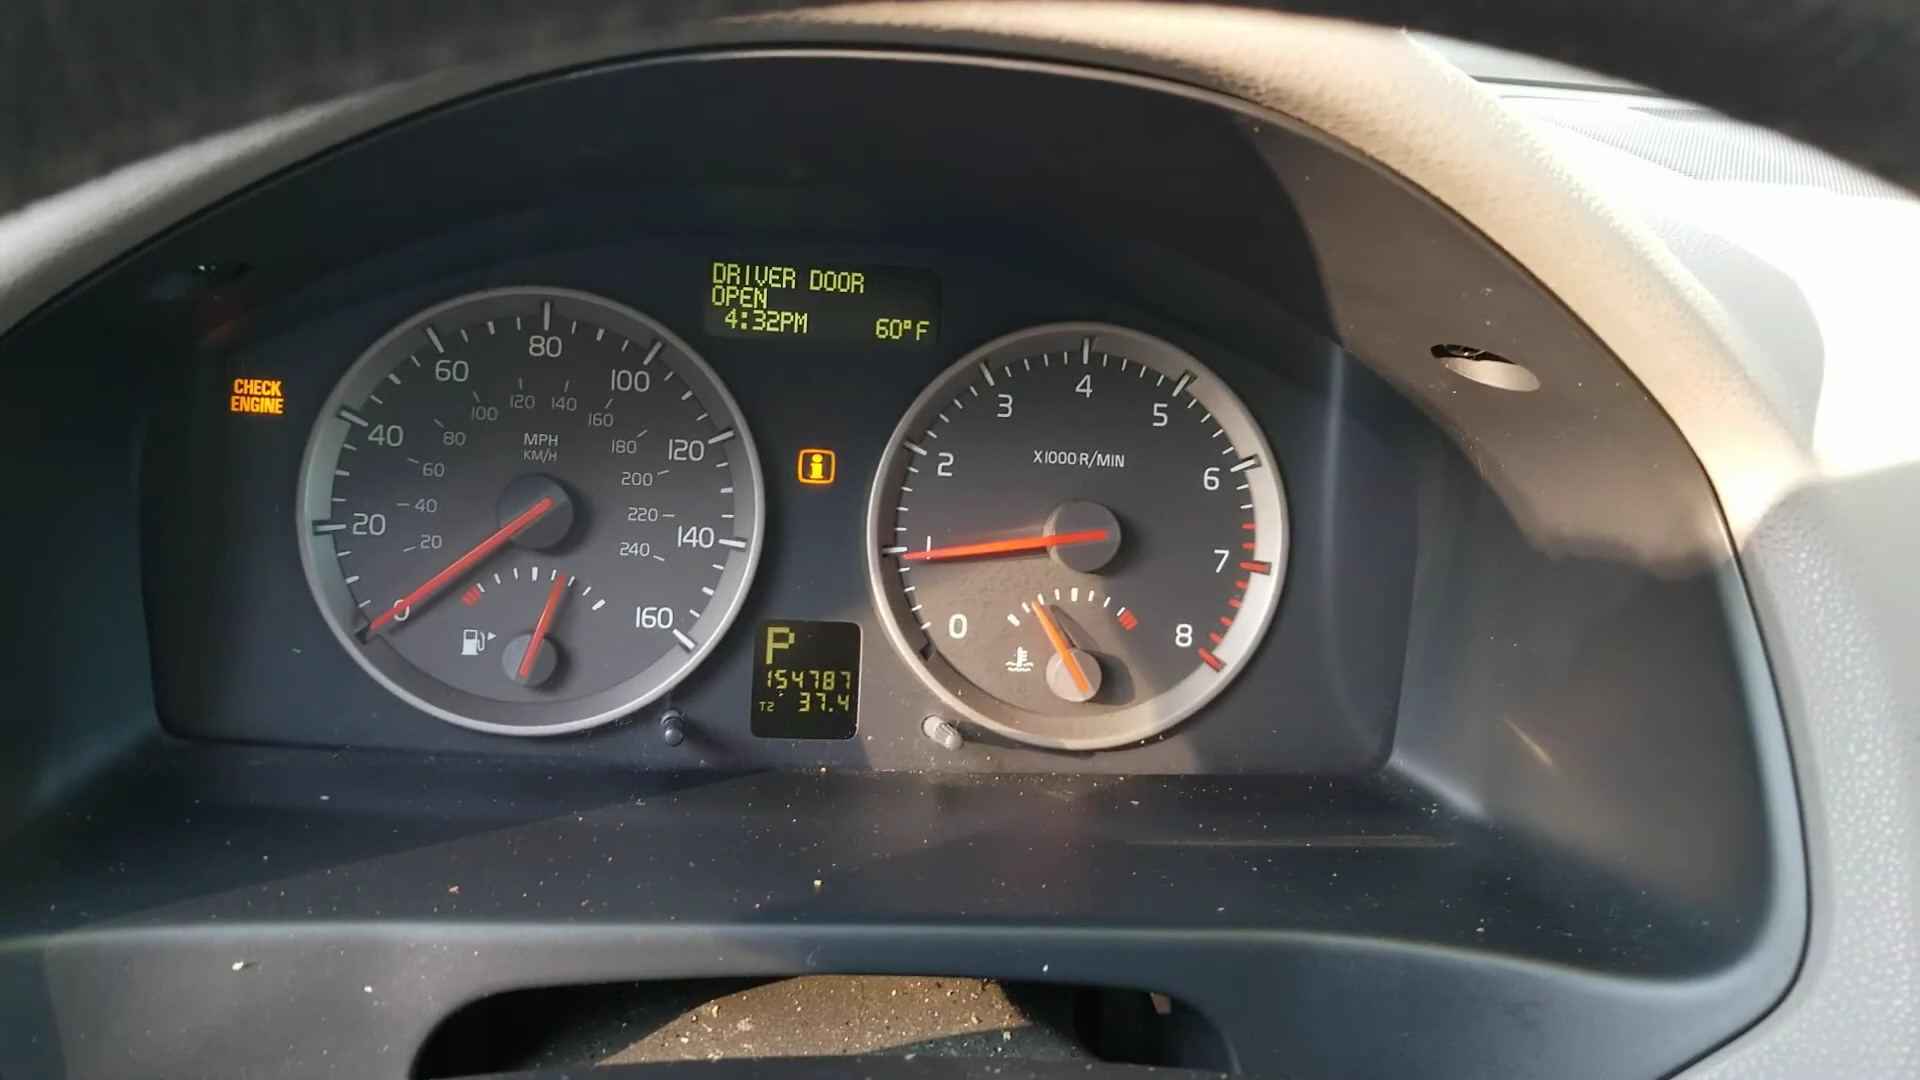 DRIVER DOOR
OPEN
4:32PM 60°F
CHECK
ENGINE
0 20 40 60 80 100 120 140 160
20 40 60 80 100 120 140 160 180 200 220 240
MPH
KM/H
0 1 2 3 4 5 6 7 8
X1000 R/MIN
P
154787
T2 37.4